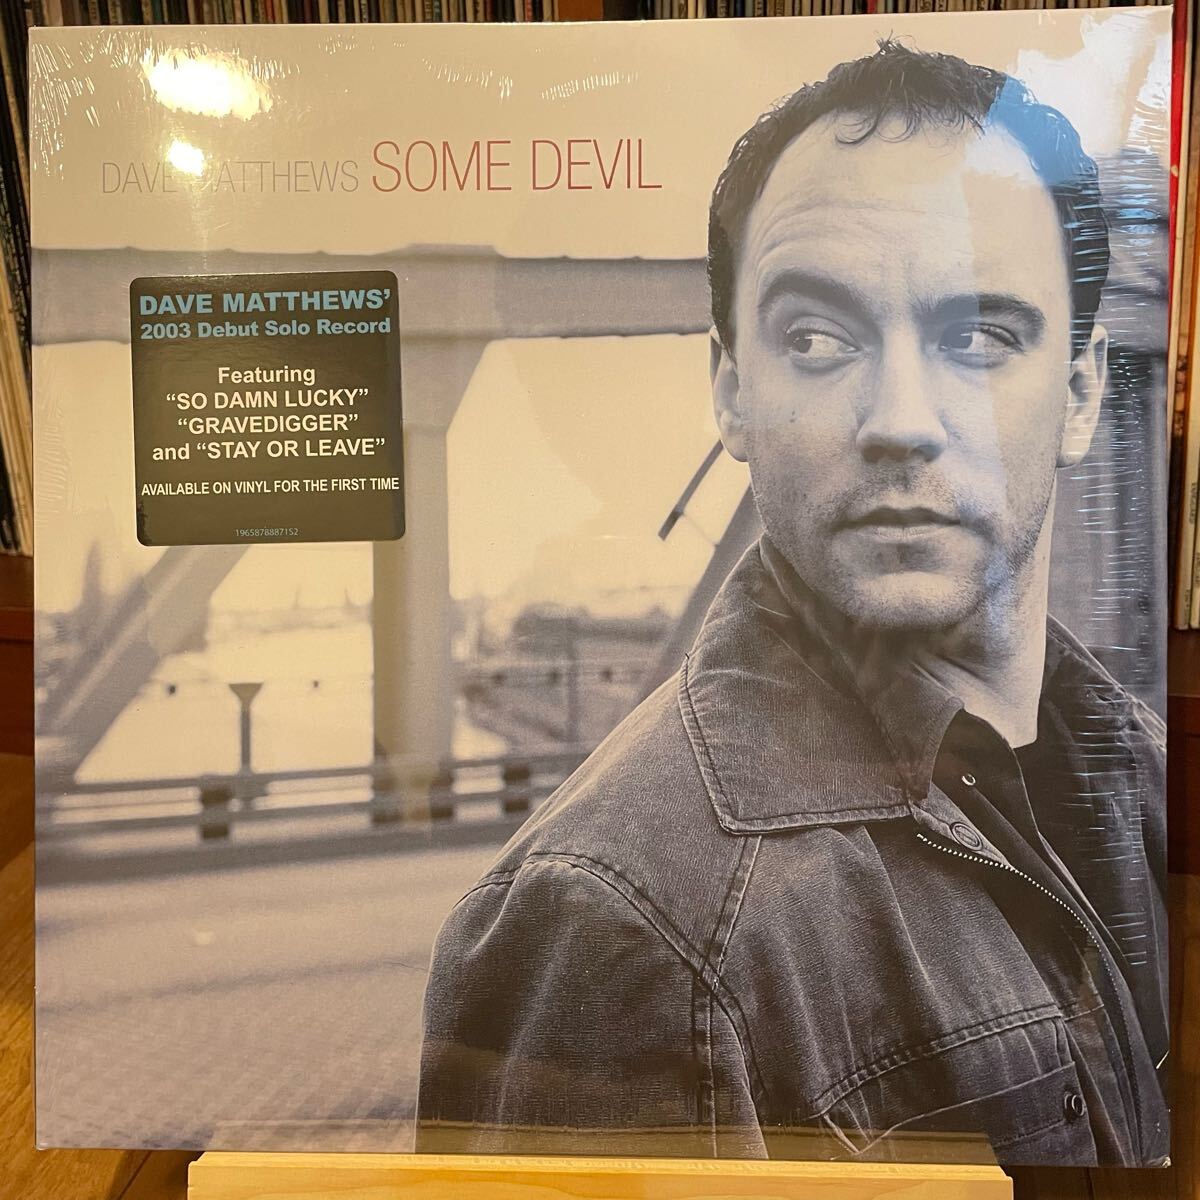 DAVE MATTHEWS SOME DEVIL
DAVE MATTHEWS'
2003 Debut Solo Record
Featuring
"SO DAMN LUCKY"
"GRAVEDIGGER"
and "STAY OR LEAVE"
AVAILABLE ON VINYL FOR THE FIRST TIME
19658788871S2